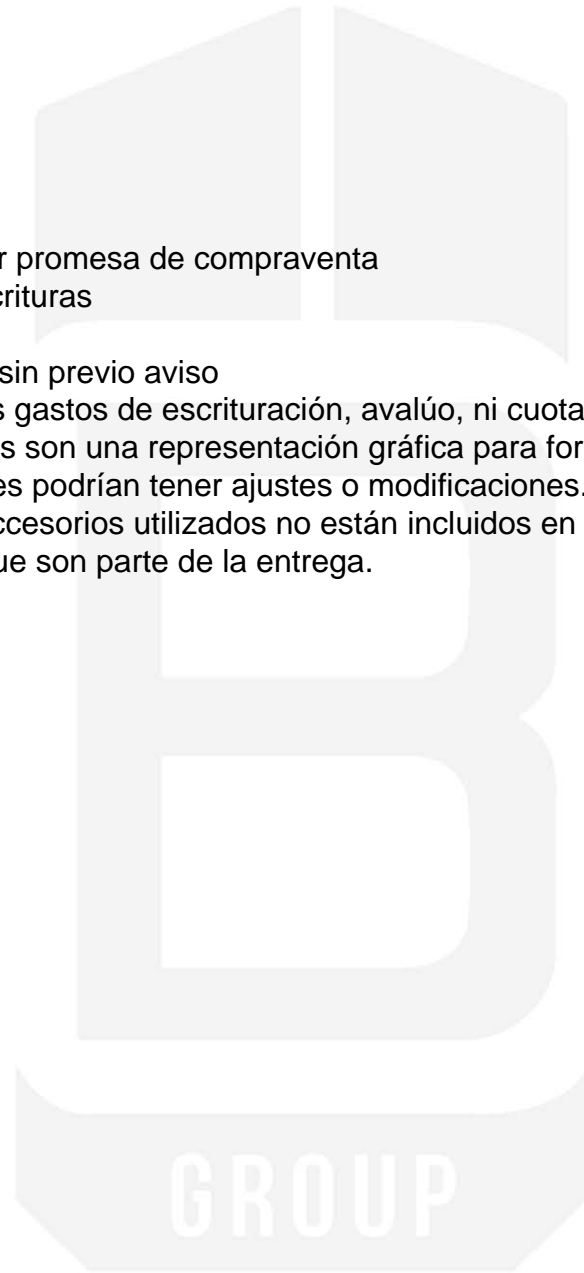 r promesa de compraventa
crituras
sin previo aviso
s gastos de escrituración, avalúo, ni cuota
s son una representación gráfica para for
es podrían tener ajustes o modificaciones.
ccesorios utilizados no están incluidos en
ue son parte de la entrega.
B
GROUP